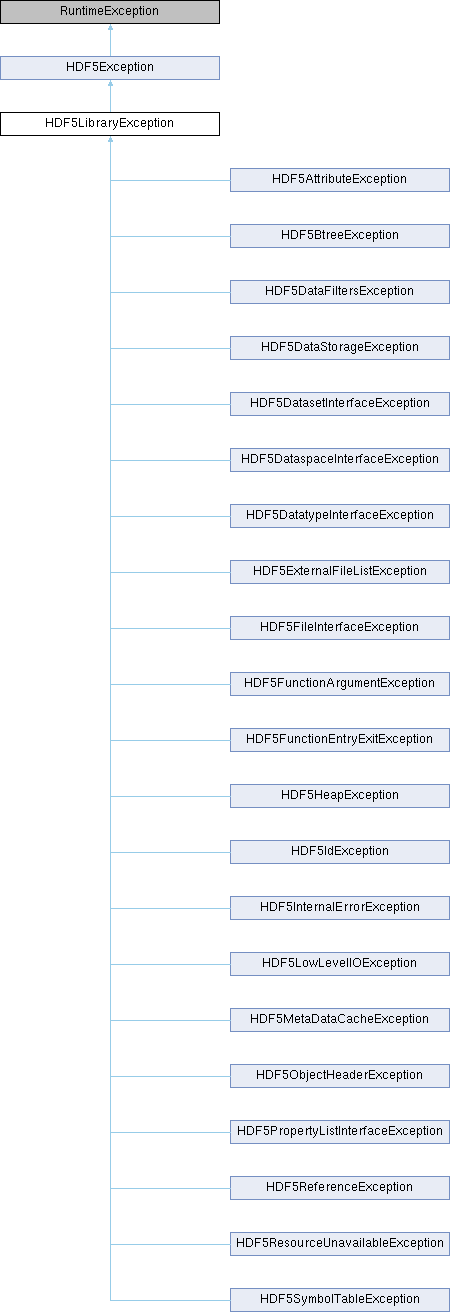 RuntimeException
HDF5Exception
HDF5LibraryException
HDF5AttributeException
HDF5BtreeException
HDF5DataFiltersException
HDF5DataStorageException
HDF5DatasetInterfaceException
HDF5DataspaceInterfaceException
HDF5DatatypeInterfaceException
HDF5ExternalFileListException
HDF5FileInterfaceException
HDF5FunctionArgumentException
HDF5FunctionEntryExitException
HDF5HeapException
HDF5IdException
HDF5InternalErrorException
HDF5LowLevelIOException
HDF5MetaDataCacheException
HDF5ObjectHeaderException
HDF5PropertyListInterfaceException
HDF5ReferenceException
HDF5ResourceUnavailableException
HDF5SymbolTableException